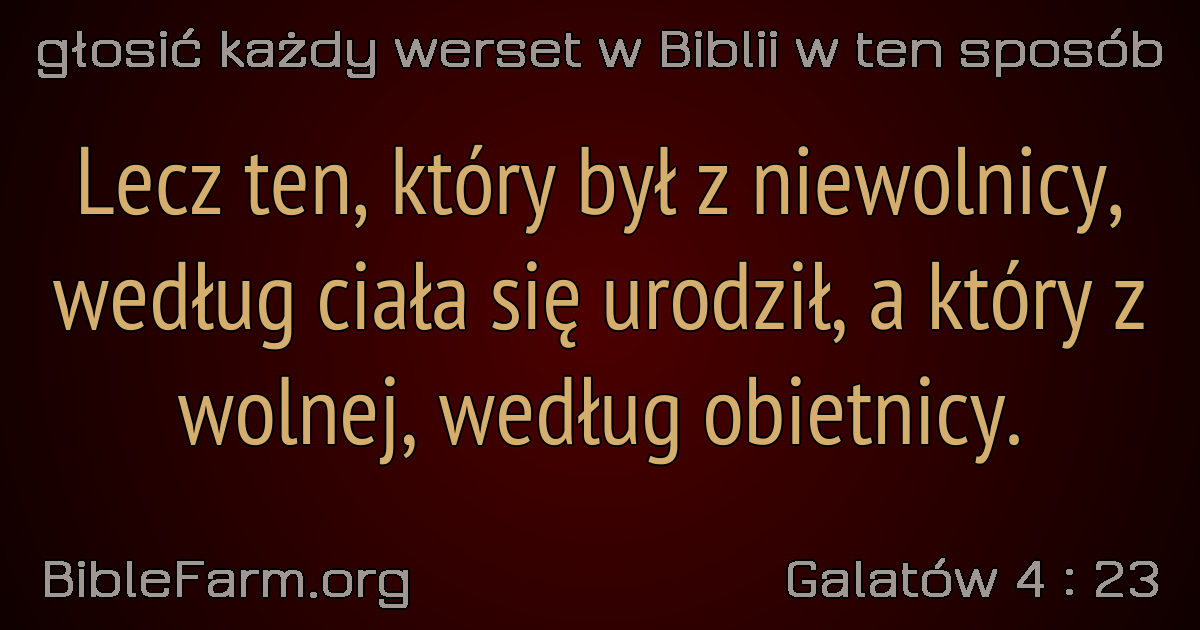 głosić każdy werset w Biblii w ten sposób
Lecz ten, który był z niewolnicy,
według ciała się urodził, a który z
wolnej, według obietnicy.
BibleFarm.org
Galatów 4 : 23